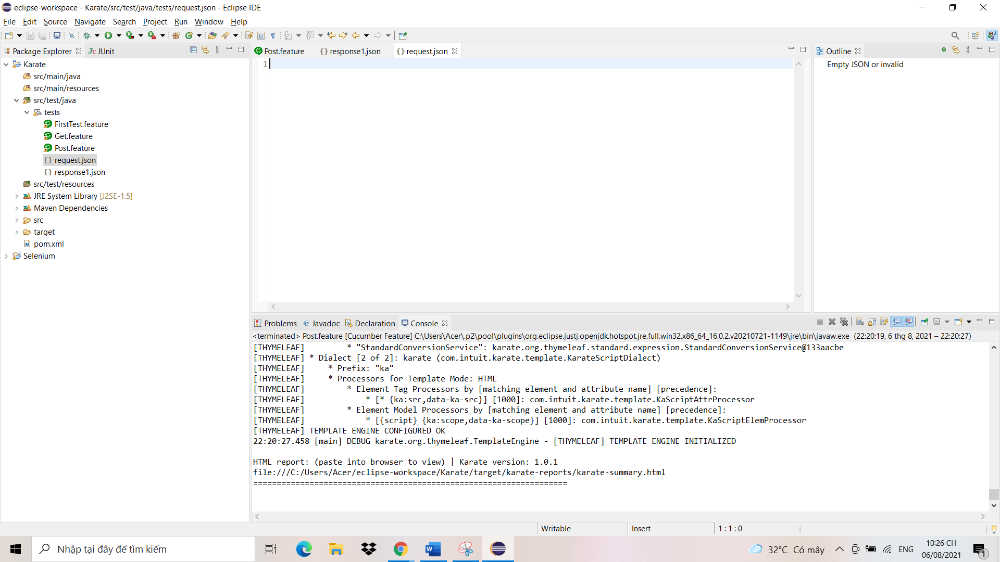 eclipse-workspace - Karate/src/test/java/tests/request.json - Eclipse IDE
File Edit Source Navigate Search Project Run Window Help
Package Explorer
JUnit
Karate
src/main/java
src/main/resources
src/test/java
tests
FirstTest.feature
Get.feature
Post.feature
request.json
response1.json
src/test/resources
JRE System Library [J2SE-1.5]
Maven Dependencies
src
target
pom.xml
Selenium
Post.feature
response1.json
request.json
1
Outline
Empty JSON or invalid
Problems
Javadoc
Declaration
Console
<terminated> Post.feature [Cucumber Feature] C:\Users\Acer\.p2\pool\plugins\org.eclipse.justj.openjdk.hotspot.jre.full.win32.x86_64_16.0.2.v20210721-1149\jre\bin\javaw.exe (22:20:19, 6 thg 8, 2021 – 22:20:27)
[THYMELEAF]         * "StandardConversionService": karate.org.thymeleaf.standard.expression.StandardConversionService@133aacbe
[THYMELEAF] * Dialect [2 of 2]: karate (com.intuit.karate.template.KarateScriptDialect)
[THYMELEAF]     * Prefix: "ka"
[THYMELEAF]     * Processors for Template Mode: HTML
[THYMELEAF]         * Element Tag Processors by [matching element and attribute name] [precedence]:
[THYMELEAF]             * [* {ka:src,data-ka-src}] [1000]: com.intuit.karate.template.KaScriptAttrProcessor
[THYMELEAF]         * Element Model Processors by [matching element and attribute name] [precedence]:
[THYMELEAF]             * [{script} {ka:scope,data-ka-scope}] [1000]: com.intuit.karate.template.KaScriptElemProcessor
[THYMELEAF] TEMPLATE ENGINE CONFIGURED OK
22:20:27.458 [main] DEBUG karate.org.thymeleaf.TemplateEngine - [THYMELEAF] TEMPLATE ENGINE INITIALIZED
HTML report: (paste into browser to view) | Karate version: 1.0.1
file:///C:/Users/Acer/eclipse-workspace/Karate/target/karate-reports/karate-summary.html
===================================================================
Writable
Insert
1 : 1 : 0
Nhập tại đây để tìm kiếm
32°C Có mây
ENG
10:26 CH
06/08/2021
1